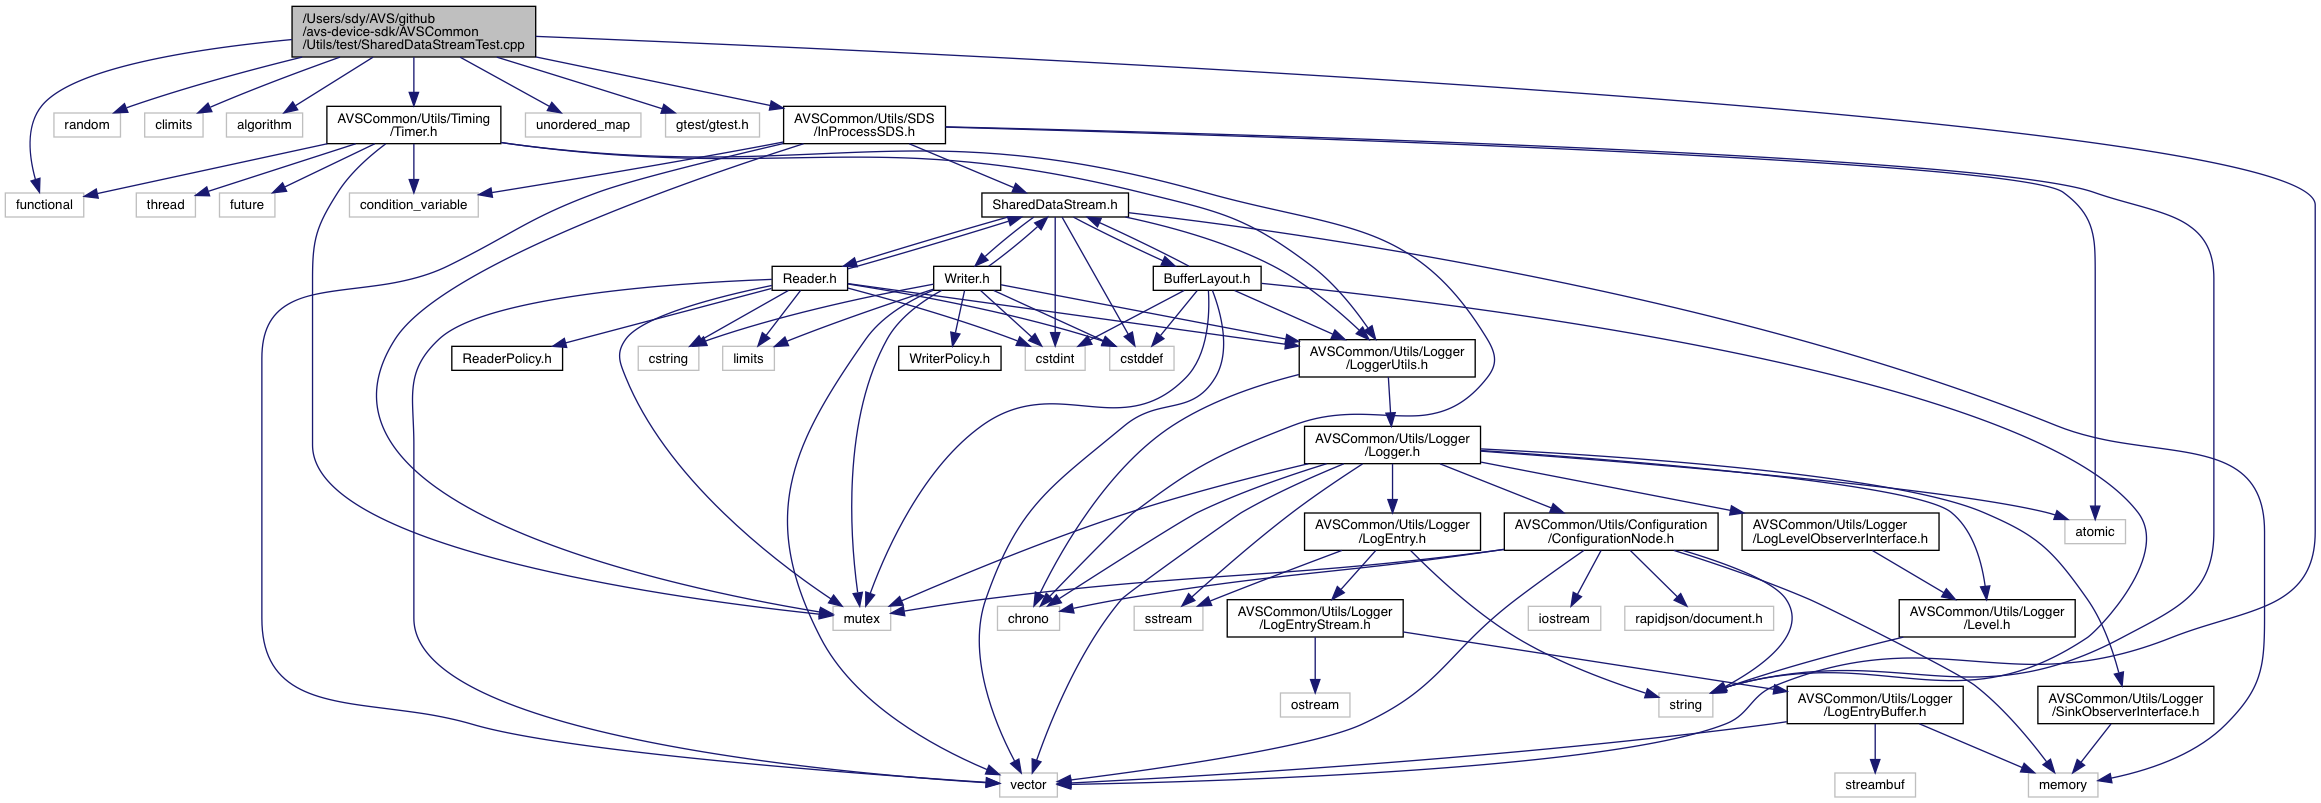 /Users/sdy/AVS/github
/avs-device-sdk/AVSCommon
/Utils/test/SharedDataStreamTest.cpp
random
climits
algorithm
AVSCommon/Utils/Timing
/Timer.h
unordered_map
gtest/gtest.h
AVSCommon/Utils/SDS
/InProcessSDS.h
functional
thread
future
condition_variable
SharedDataStream.h
Reader.h
Writer.h
BufferLayout.h
ReaderPolicy.h
cstring
limits
WriterPolicy.h
cstdint
cstddef
AVSCommon/Utils/Logger
/LoggerUtils.h
AVSCommon/Utils/Logger
/Logger.h
AVSCommon/Utils/Logger
/LogEntry.h
AVSCommon/Utils/Configuration
/ConfigurationNode.h
AVSCommon/Utils/Logger
/LogLevelObserverInterface.h
atomic
mutex
chrono
sstream
AVSCommon/Utils/Logger
/LogEntryStream.h
iostream
rapidjson/document.h
AVSCommon/Utils/Logger
/Level.h
ostream
string
AVSCommon/Utils/Logger
/LogEntryBuffer.h
AVSCommon/Utils/Logger
/SinkObserverInterface.h
vector
streambuf
memory